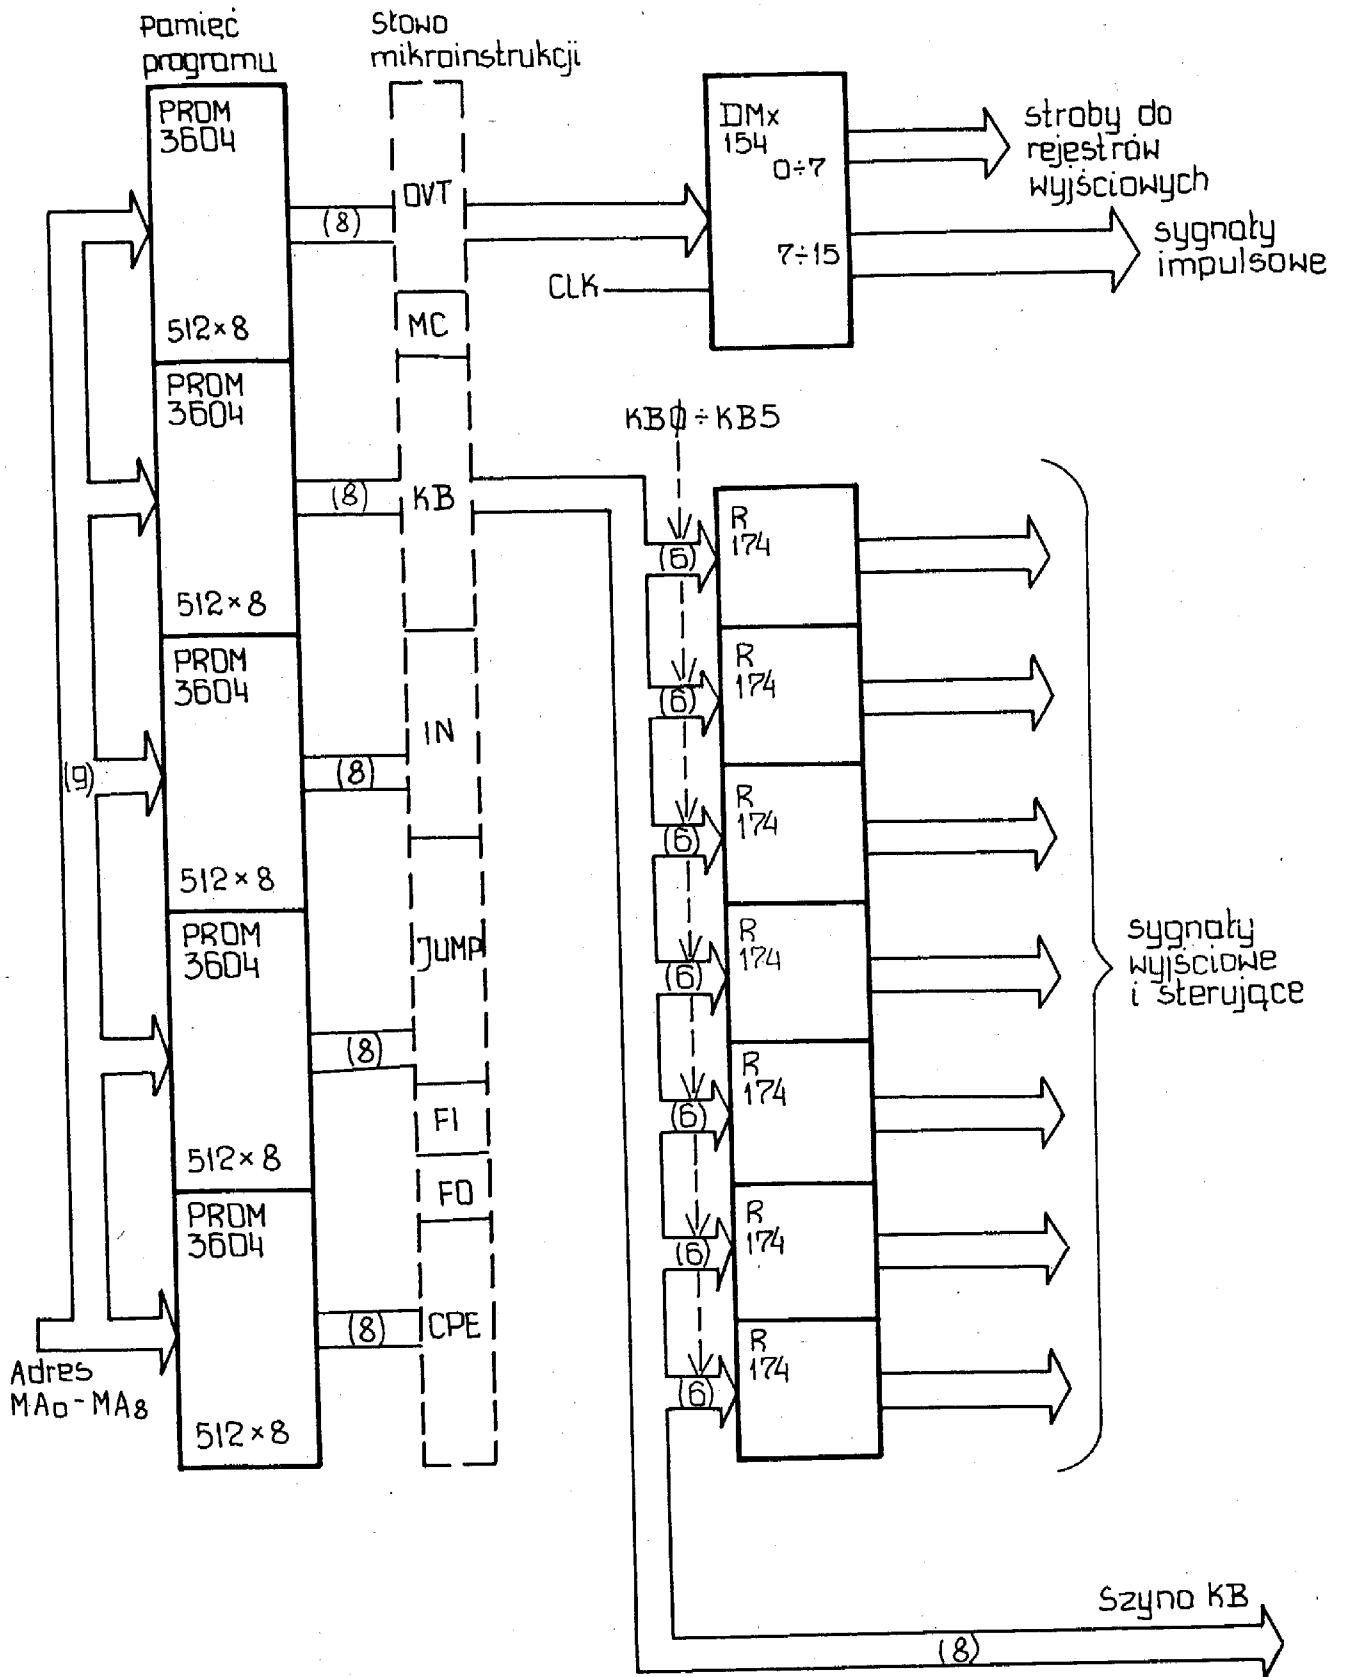 Pamięć
programu
Słowo
mikroinstrukcji
PROM
3604
512×8
PROM
3604
512×8
PROM
3604
512×8
PROM
3604
512×8
PROM
3604
512×8
(9)
Adres
MA0-MA8
(8)
(8)
(8)
(8)
(8)
OVT
MC
KB
IN
JUMP
FI
FO
CPE
DMx
154
0÷7
7÷15
CLK
stroby do
rejestrów
wyjściowych
sygnały
impulsowe
KB0÷KB5
(6)
R
174
(6)
R
174
(6)
R
174
(6)
R
174
(6)
R
174
(6)
R
174
(6)
R
174
sygnały
wyjściowe
i sterujące
Szyna KB
(8)